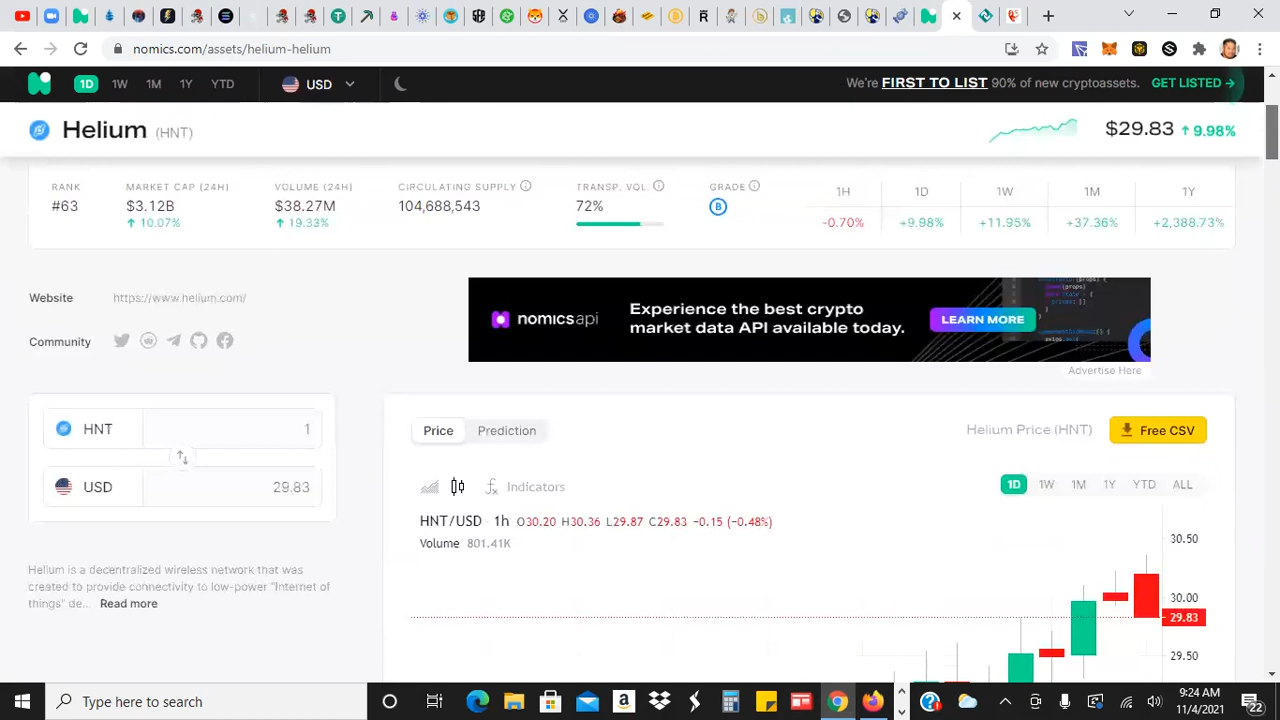 nomics.com/assets/helium-helium
1D 1W 1M 1Y YTD USD We're FIRST TO LIST 90% of new cryptoassets. GET LISTED →
Helium (HNT) $29.83 ↑ 9.98%
RANK MARKET CAP (24H) VOLUME (24H) CIRCULATING SUPPLY TRANSP. VOL. GRADE 1H 1D 1W 1M 1Y
#63 $3.12B $38.27M 104,688,543 72% B
↑ 10.07% ↑ 19.33% -0.70% +9.98% +11.95% +37.36% +2,388.73%
Website https://www.helium.com/
Experience the best crypto
nomics api
market data API available today.
LEARN MORE
Community
Advertise Here
HNT 1
Price Prediction Helium Price (HNT) Free CSV
USD 29.83
Indicators 1D 1W 1M 1Y YTD ALL
HNT/USD 1h O30.20 H30.36 L29.87 C29.83 −0.15 (−0.48%)
Volume 801.41K
30.50
Helium is a decentralized wireless network that was
created to provide connectivity to low-power "Internet of
things" de... Read more
30.00
29.83
29.50
Type here to search
9:24 AM
11/4/2021
22